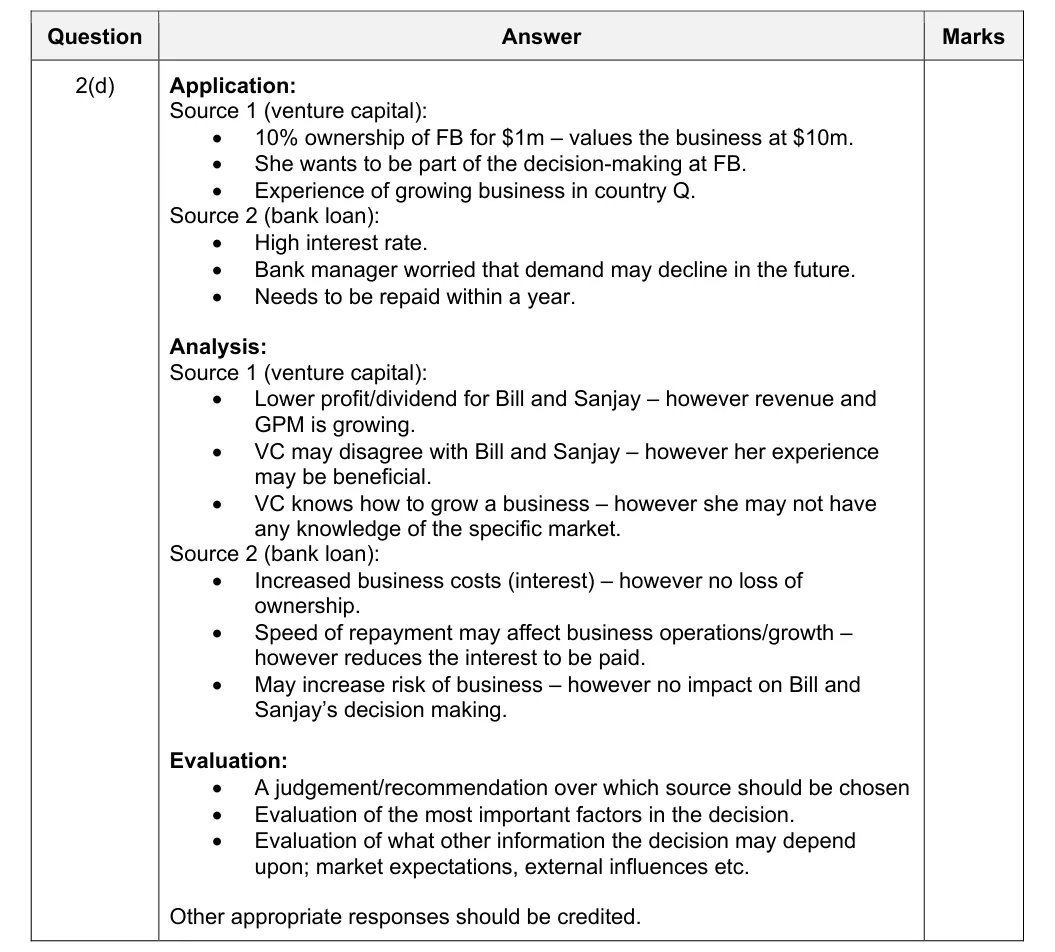 Question Answer Marks
2(d)
Application:
Source 1 (venture capital):
• 10% ownership of FB for $1m – values the business at $10m.
• She wants to be part of the decision-making at FB.
• Experience of growing business in country Q.
Source 2 (bank loan):
• High interest rate.
• Bank manager worried that demand may decline in the future.
• Needs to be repaid within a year.
Analysis:
Source 1 (venture capital):
• Lower profit/dividend for Bill and Sanjay – however revenue and
GPM is growing.
• VC may disagree with Bill and Sanjay – however her experience
may be beneficial.
• VC knows how to grow a business – however she may not have
any knowledge of the specific market.
Source 2 (bank loan):
• Increased business costs (interest) – however no loss of
ownership.
• Speed of repayment may affect business operations/growth –
however reduces the interest to be paid.
• May increase risk of business – however no impact on Bill and
Sanjay’s decision making.
Evaluation:
• A judgement/recommendation over which source should be chosen
• Evaluation of the most important factors in the decision.
• Evaluation of what other information the decision may depend
upon; market expectations, external influences etc.
Other appropriate responses should be credited.